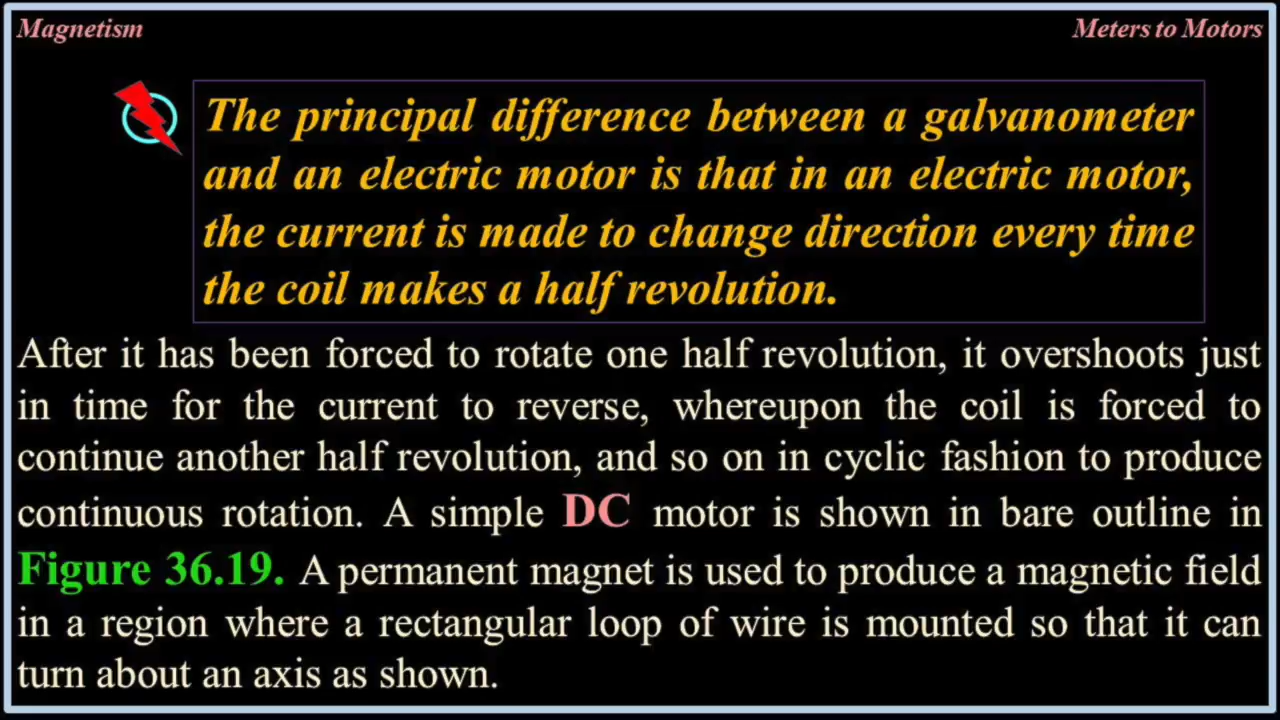 Magnetism
Meters to Motors
The principal difference between a galvanometer
and an electric motor is that in an electric motor,
the current is made to change direction every time
the coil makes a half revolution.
After it has been forced to rotate one half revolution, it overshoots just
in time for the current to reverse, whereupon the coil is forced to
continue another half revolution, and so on in cyclic fashion to produce
continuous rotation. A simple DC motor is shown in bare outline in
Figure 36.19. A permanent magnet is used to produce a magnetic field
in a region where a rectangular loop of wire is mounted so that it can
turn about an axis as shown.